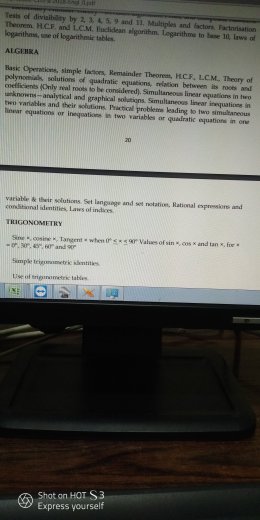 Tests of divisibility by 2, 3, 4, 5, 9 and 11. Multiples and factors. Factorisation
Theorem. H.C.F. and L.C.M. Euclidean algorithm. Logarithms to base 10, laws of
logarithms, use of logarithmic tables.
ALGEBRA
Basic Operations, simple factors, Remainder Theorem, H.C.F., L.C.M., Theory of
polynomials, solutions of quadratic equations, relation between its roots and
coefficients (Only real roots to be considered). Simultaneous linear equations in two
unknowns—analytical and graphical solutions. Simultaneous linear inequations in
two variables and their solutions. Practical problems leading to two simultaneous
linear equations or inequations in two variables or quadratic equations in one
20
variable & their solutions. Set language and set notation, Rational expressions and
conditional identities, Laws of indices.
TRIGONOMETRY
Sine ×, cosine ×, Tangent × when 0° ≤ × ≤ 90° Values of sin ×, cos × and tan ×, for ×
= 0°, 30°, 45°, 60° and 90°
Simple trigonometric identities.
Use of trigonometric tables.
Shot on HOT S3
Express yourself